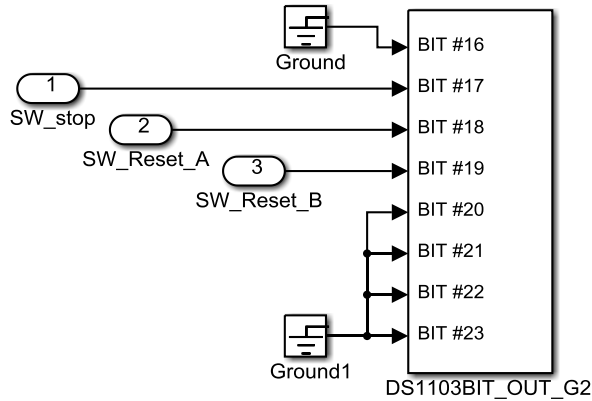 Ground
BIT #16
1
SW_stop
BIT #17
2
SW_Reset_A
BIT #18
3
SW_Reset_B
BIT #19
BIT #20
BIT #21
BIT #22
BIT #23
Ground1
DS1103BIT_OUT_G2